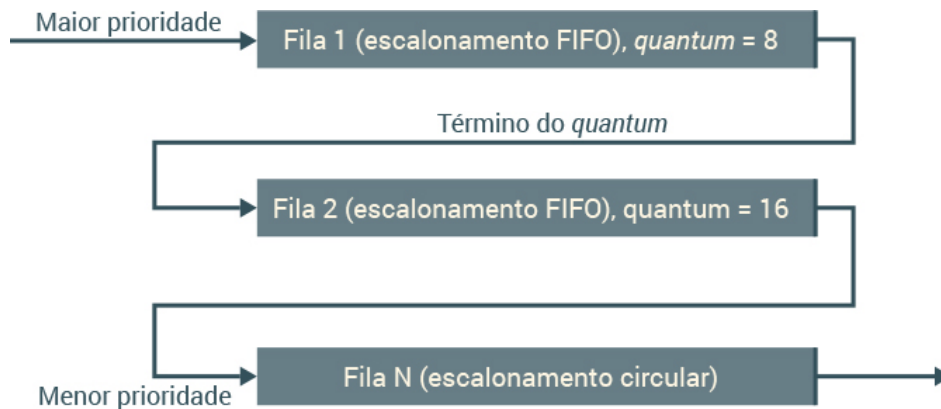 Maior prioridade
Fila 1 (escalonamento FIFO), quantum = 8
Término do quantum
Fila 2 (escalonamento FIFO), quantum = 16
Fila N (escalonamento circular)
Menor prioridade